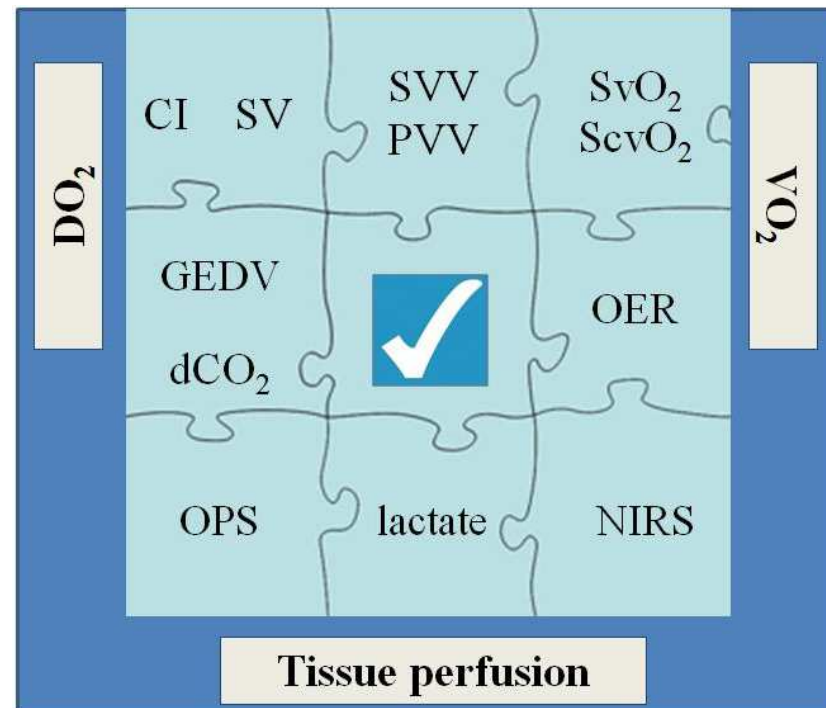 DO₂
CI SV
SVV
PVV
SvO₂
ScvO₂
VO₂
GEDV
dCO₂
OER
OPS
lactate
NIRS
Tissue perfusion